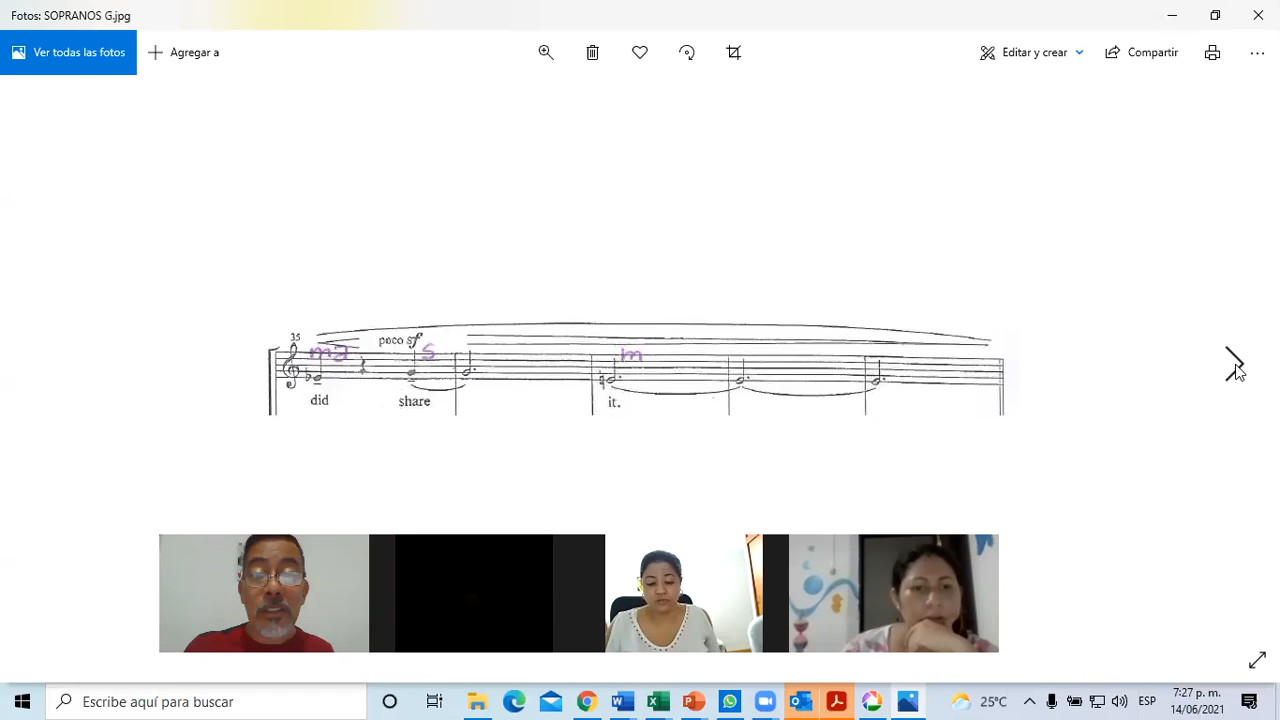 Fotos: SOPRANOS G.jpg
Ver todas las fotos
Agregar a
Editar y crear
Compartir
35
poco sf
ma
s
m
did share it.
Escribe aquí para buscar
25°C
ESP
7:27 p. m.
14/06/2021